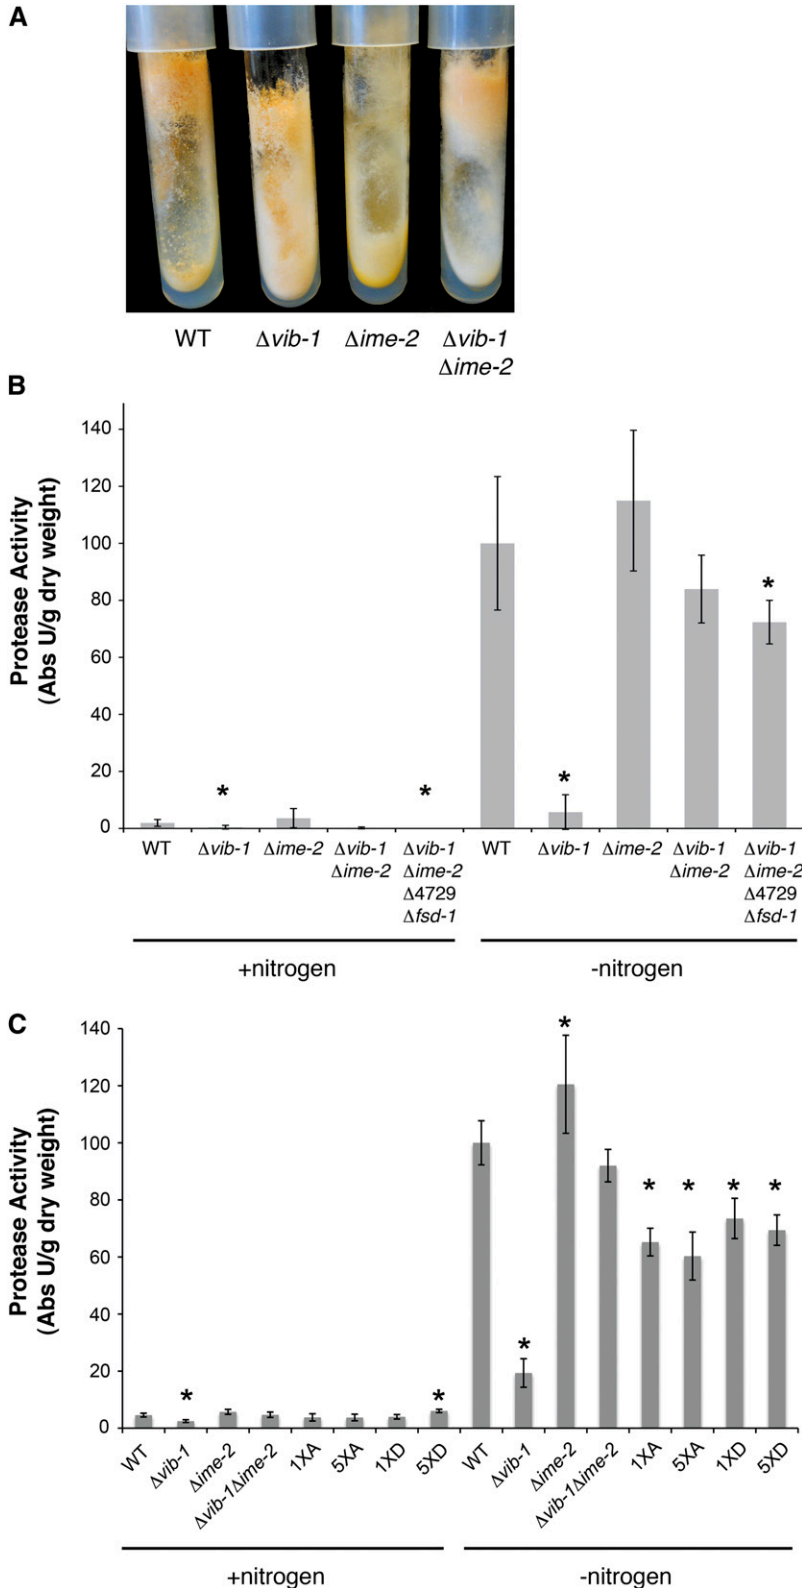 A
WT Δvib-1 Δime-2 Δvib-1
Δime-2
B
Protease Activity
(Abs U/g dry weight)
140
120
100
80
60
40
20
0
* * *
*
WT Δvib-1 Δime-2 Δvib-1 Δvib-1 WT Δvib-1 Δime-2 Δvib-1 Δvib-1
Δime-2 Δime-2 Δime-2 Δime-2
Δ4729 Δ4729
Δfsd-1 Δfsd-1
+nitrogen -nitrogen
C
Protease Activity
(Abs U/g dry weight)
140
120
100
80
60
40
20
0
* * * * * * * *
WT Δvib-1 Δime-2 Δvib-1Δime-2 1XA 5XA 1XD 5XD WT Δvib-1 Δime-2 Δvib-1Δime-2 1XA 5XA 1XD 5XD
+nitrogen -nitrogen